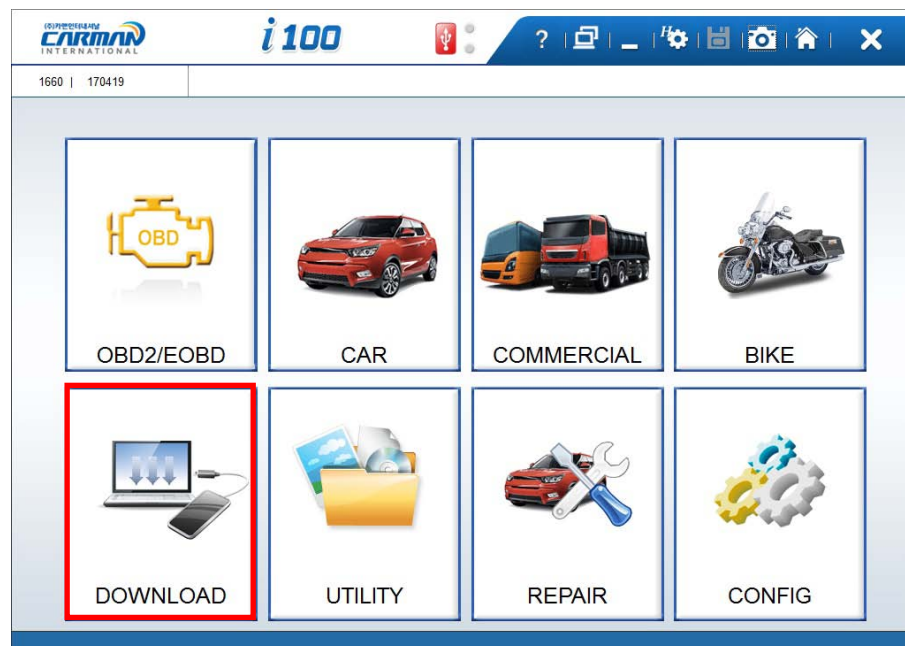 (주)카맨인터내셔날
CARMAN
INTERNATIONAL
i100
?
H
1660 | 170419
OBD
OBD2/EOBD
CAR
COMMERCIAL
BIKE
DOWNLOAD
UTILITY
REPAIR
CONFIG